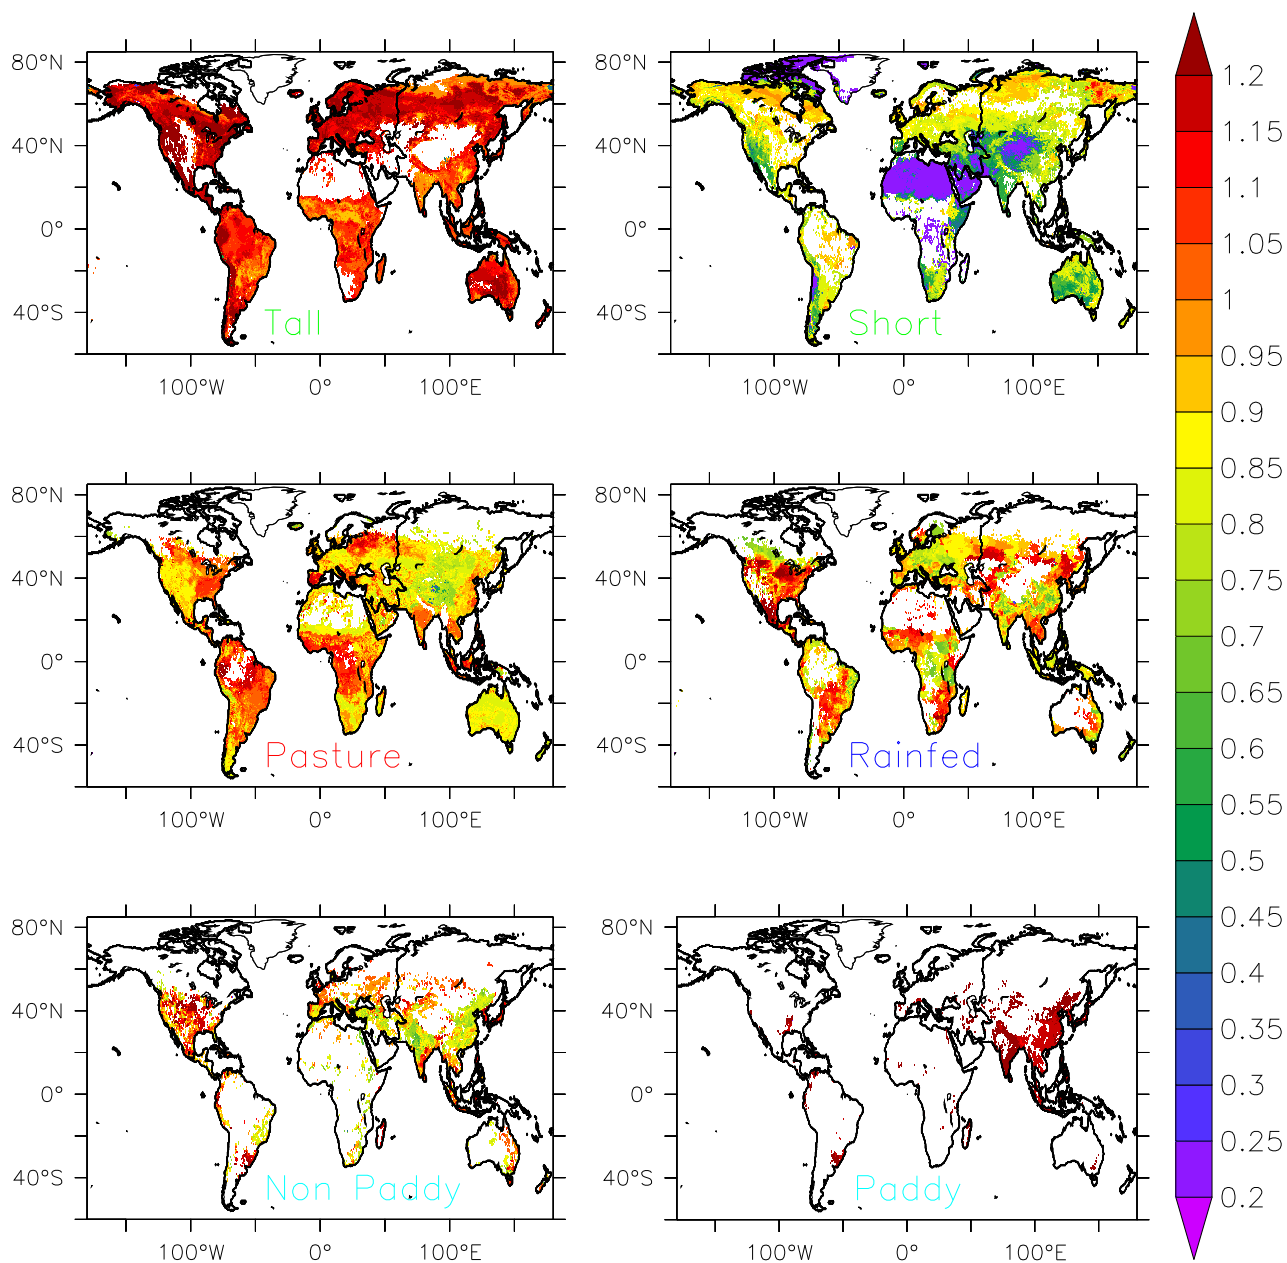 80°N
40°N
0°
40°S
100°W 0° 100°E
Tall
80°N
40°N
0°
40°S
100°W 0° 100°E
Short
80°N
40°N
0°
40°S
100°W 0° 100°E
Pasture
80°N
40°N
0°
40°S
100°W 0° 100°E
Rainfed
80°N
40°N
0°
40°S
100°W 0° 100°E
Non Paddy
80°N
40°N
0°
40°S
100°W 0° 100°E
Paddy
1.2
1.15
1.1
1.05
1
0.95
0.9
0.85
0.8
0.75
0.7
0.65
0.6
0.55
0.5
0.45
0.4
0.35
0.3
0.25
0.2